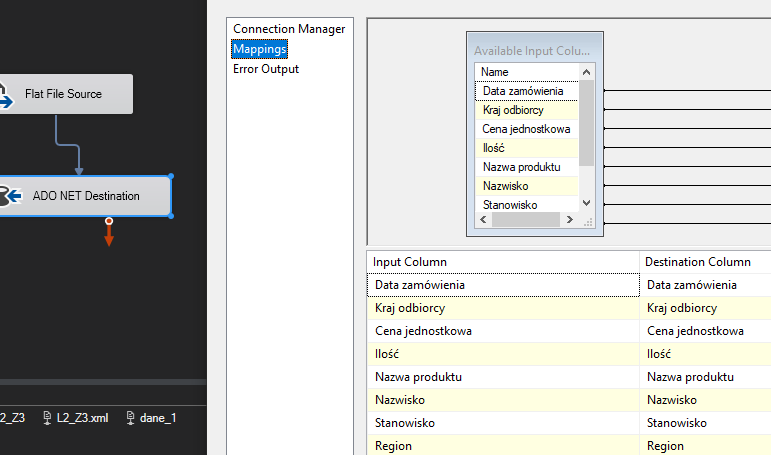 Connection Manager
Mappings
Error Output
Flat File Source
ADO NET Destination
2_Z3
L2_Z3.xml
dane_1
Available Input Colu...
Name
Data zamówienia
Kraj odbiorcy
Cena jednostkowa
Ilość
Nazwa produktu
Nazwisko
Stanowisko
Input Column Destination Column
Data zamówienia Data zamówienia
Kraj odbiorcy Kraj odbiorcy
Cena jednostkowa Cena jednostkowa
Ilość Ilość
Nazwa produktu Nazwa produktu
Nazwisko Nazwisko
Stanowisko Stanowisko
Region Region